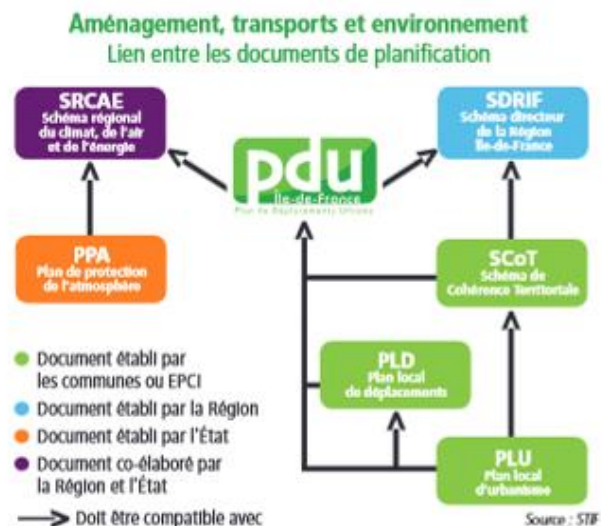 Aménagement, transports et environnement
Lien entre les documents de planification
SRCAE
Schéma régional
du climat, de l'air
et de l'énergie
SDRIF
Schéma directeur
de la Région
Île-de-France
pdu
Île-de-France
Plan de Déplacements Urbains
PPA
Plan de protection
de l'atmosphère
SCoT
Schéma de
Cohérence Territoriale
PLD
Plan local
de déplacements
PLU
Plan local
d'urbanisme
Document établi par
les communes ou EPCI
Document établi par la Région
Document établi par l'État
Document co-élaboré par
la Région et l'État
Doit être compatible avec
Source : STIF